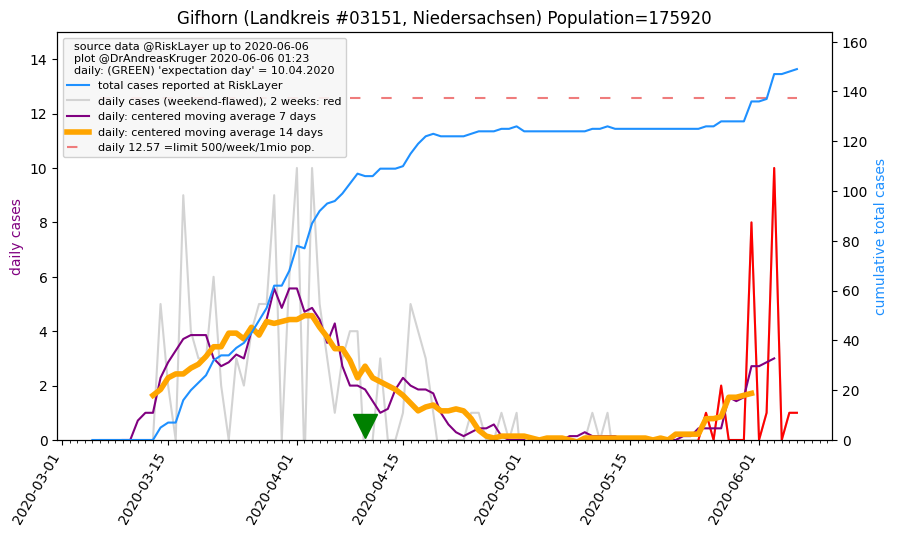 Gifhorn (Landkreis #03151, Niedersachsen) Population=175920
source data @RiskLayer up to 2020-06-06
plot @DrAndreasKruger 2020-06-06 01:23
daily: (GREEN) 'expectation day' = 10.04.2020
total cases reported at RiskLayer
daily cases (weekend-flawed), 2 weeks: red
daily: centered moving average 7 days
daily: centered moving average 14 days
daily 12.57 =limit 500/week/1mio pop.
daily cases
14
12
10
8
6
4
2
0
160
140
120
100
80
60
40
20
0
cumulative total cases
2020-03-01
2020-03-15
2020-04-01
2020-04-15
2020-05-01
2020-05-15
2020-06-01